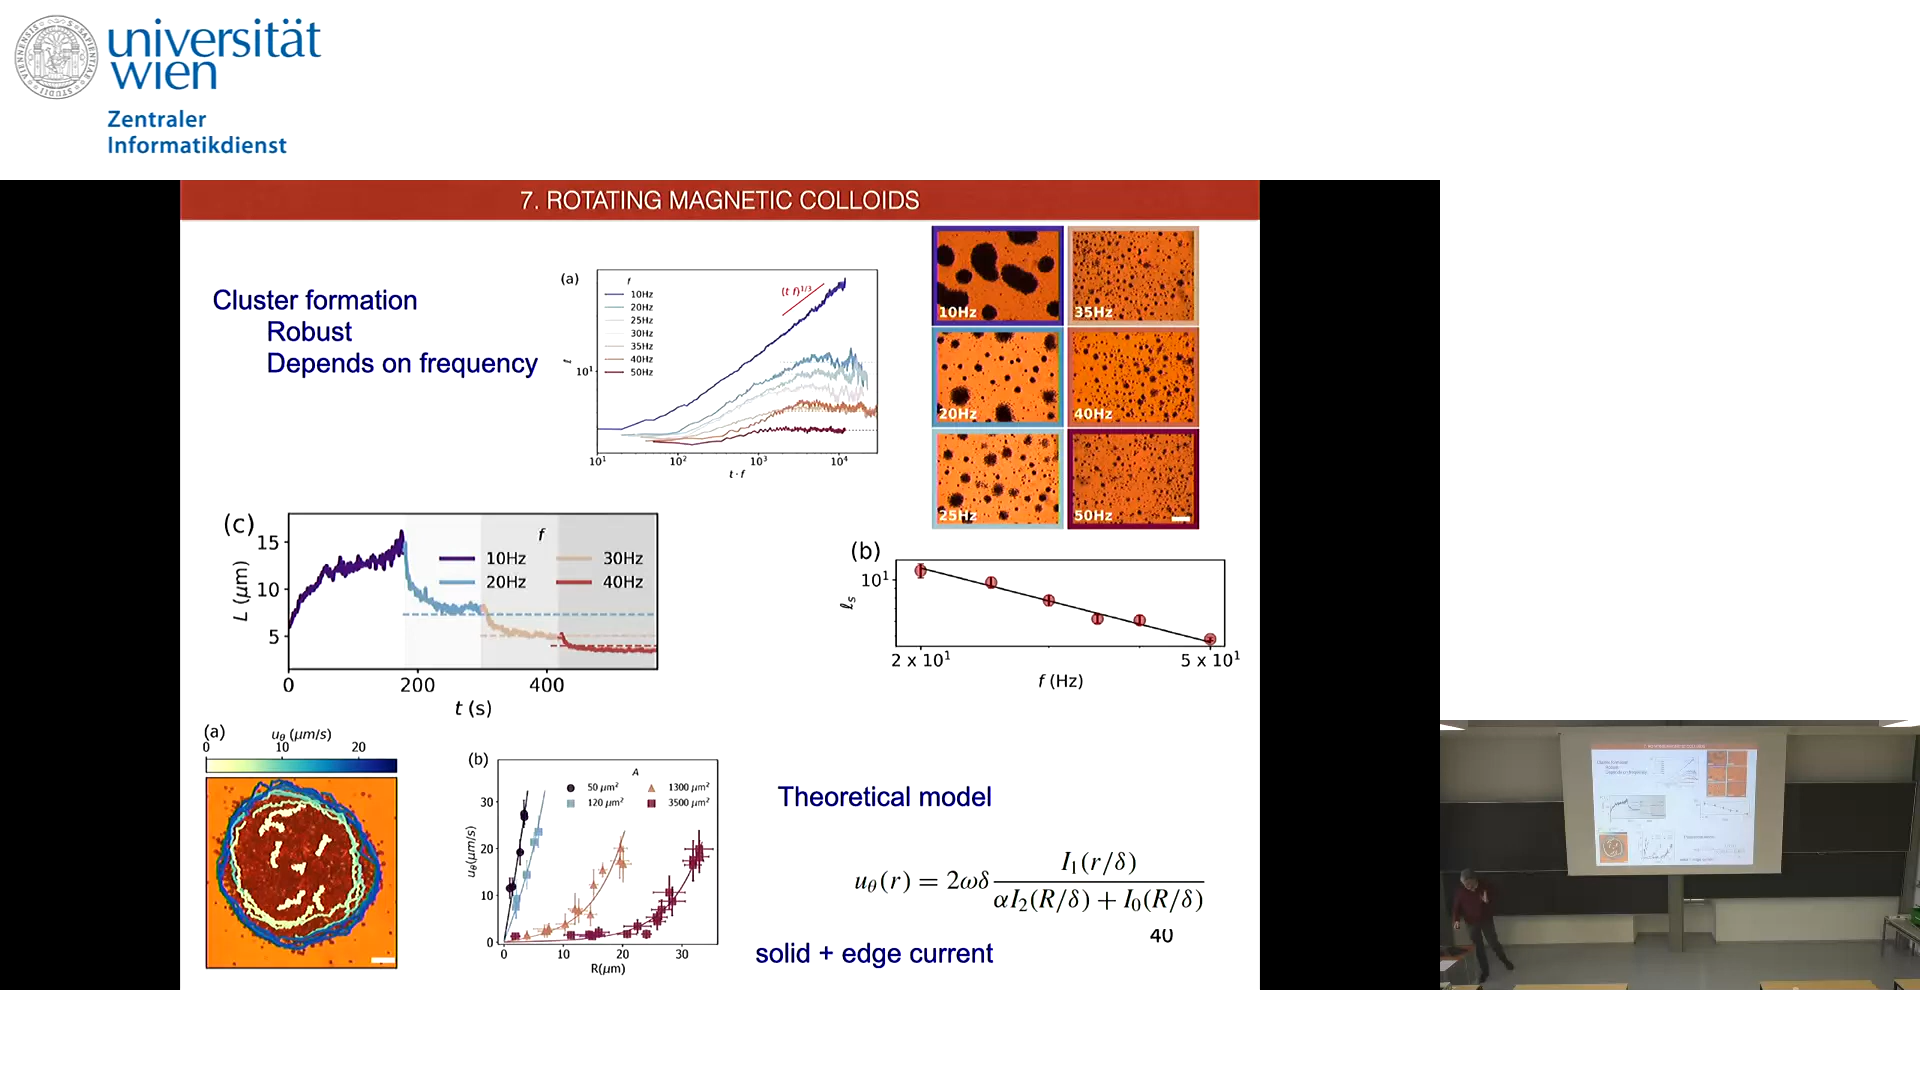 universität
wien
Zentraler
Informatikdienst
7. ROTATING MAGNETIC COLLOIDS
Cluster formation
Robust
Depends on frequency
(a)
f
10Hz
20Hz
25Hz
30Hz
35Hz
40Hz
50Hz
(t f)^1/3
ℓ
10^1
10^1 10^2 10^3 10^4
t · f
10Hz
35Hz
20Hz
40Hz
25Hz
50Hz
(c)
f
10Hz 30Hz
20Hz 40Hz
L (μm)
15
10
5
0 200 400
t (s)
(b)
ℓs
10^1
2 x 10^1 5 x 10^1
f (Hz)
(a)
uθ (μm/s)
0 10 20
(b)
A
50 μm² 1300 μm²
120 μm² 3500 μm²
uθ(μm/s)
30
20
10
0
0 10 20 30
R(μm)
Theoretical model
uθ(r) = 2ωδ I1(r/δ) / αI2(R/δ) + I0(R/δ)
40
solid + edge current